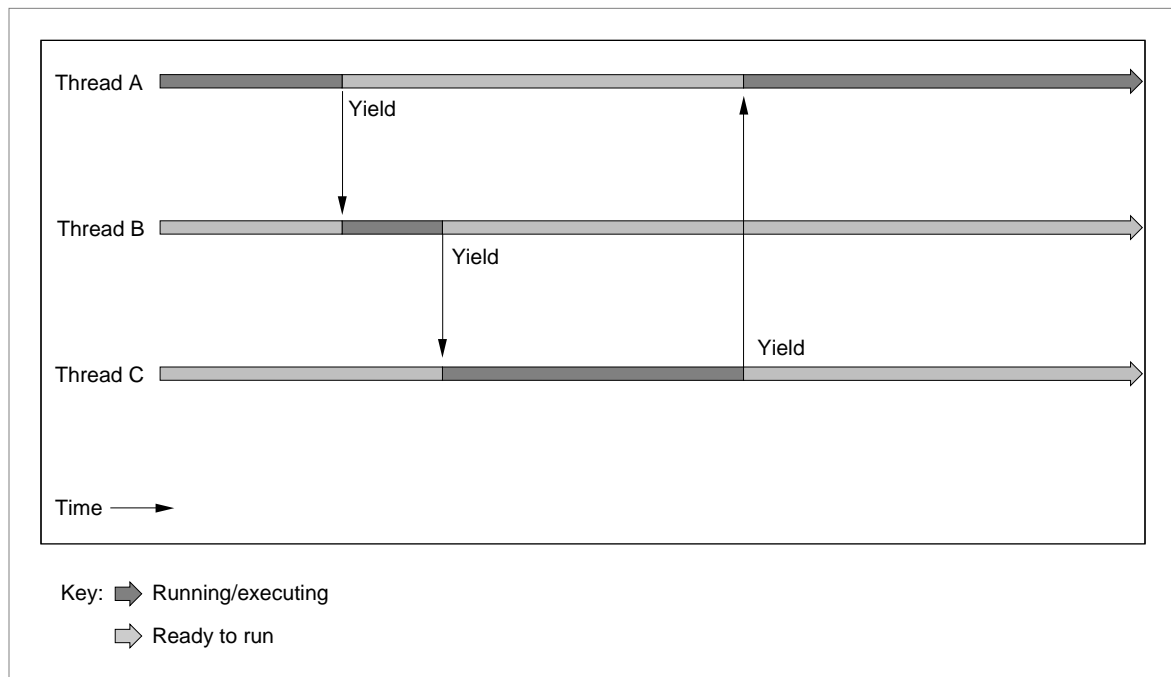 Thread A
Yield
Thread B
Yield
Yield
Thread C
Time
Key: Running/executing
Ready to run